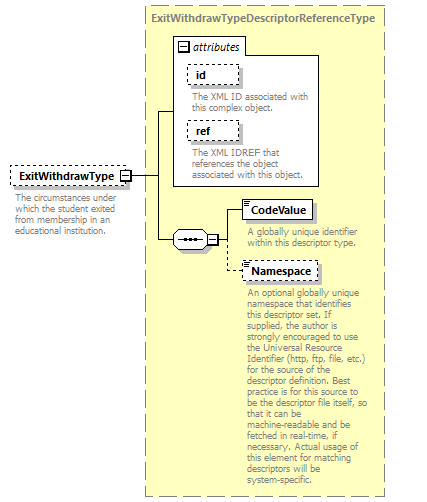 ExitWithdrawTypeDescriptorReferenceType
attributes
id
The XML ID associated with
this complex object.
ref
The XML IDREF that
references the object
associated with this object.
ExitWithdrawType
The circumstances under
which the student exited
from membership in an
educational institution.
CodeValue
A globally unique identifier
within this descriptor type.
Namespace
An optional globally unique
namespace that identifies
this descriptor set. If
supplied, the author is
strongly encouraged to use
the Universal Resource
Identifier (http, ftp, file, etc.)
for the source of the
descriptor definition. Best
practice is for this source to
be the descriptor file itself, so
that it can be
machine-readable and be
fetched in real-time, if
necessary. Actual usage of
this element for matching
descriptors will be
system-specific.